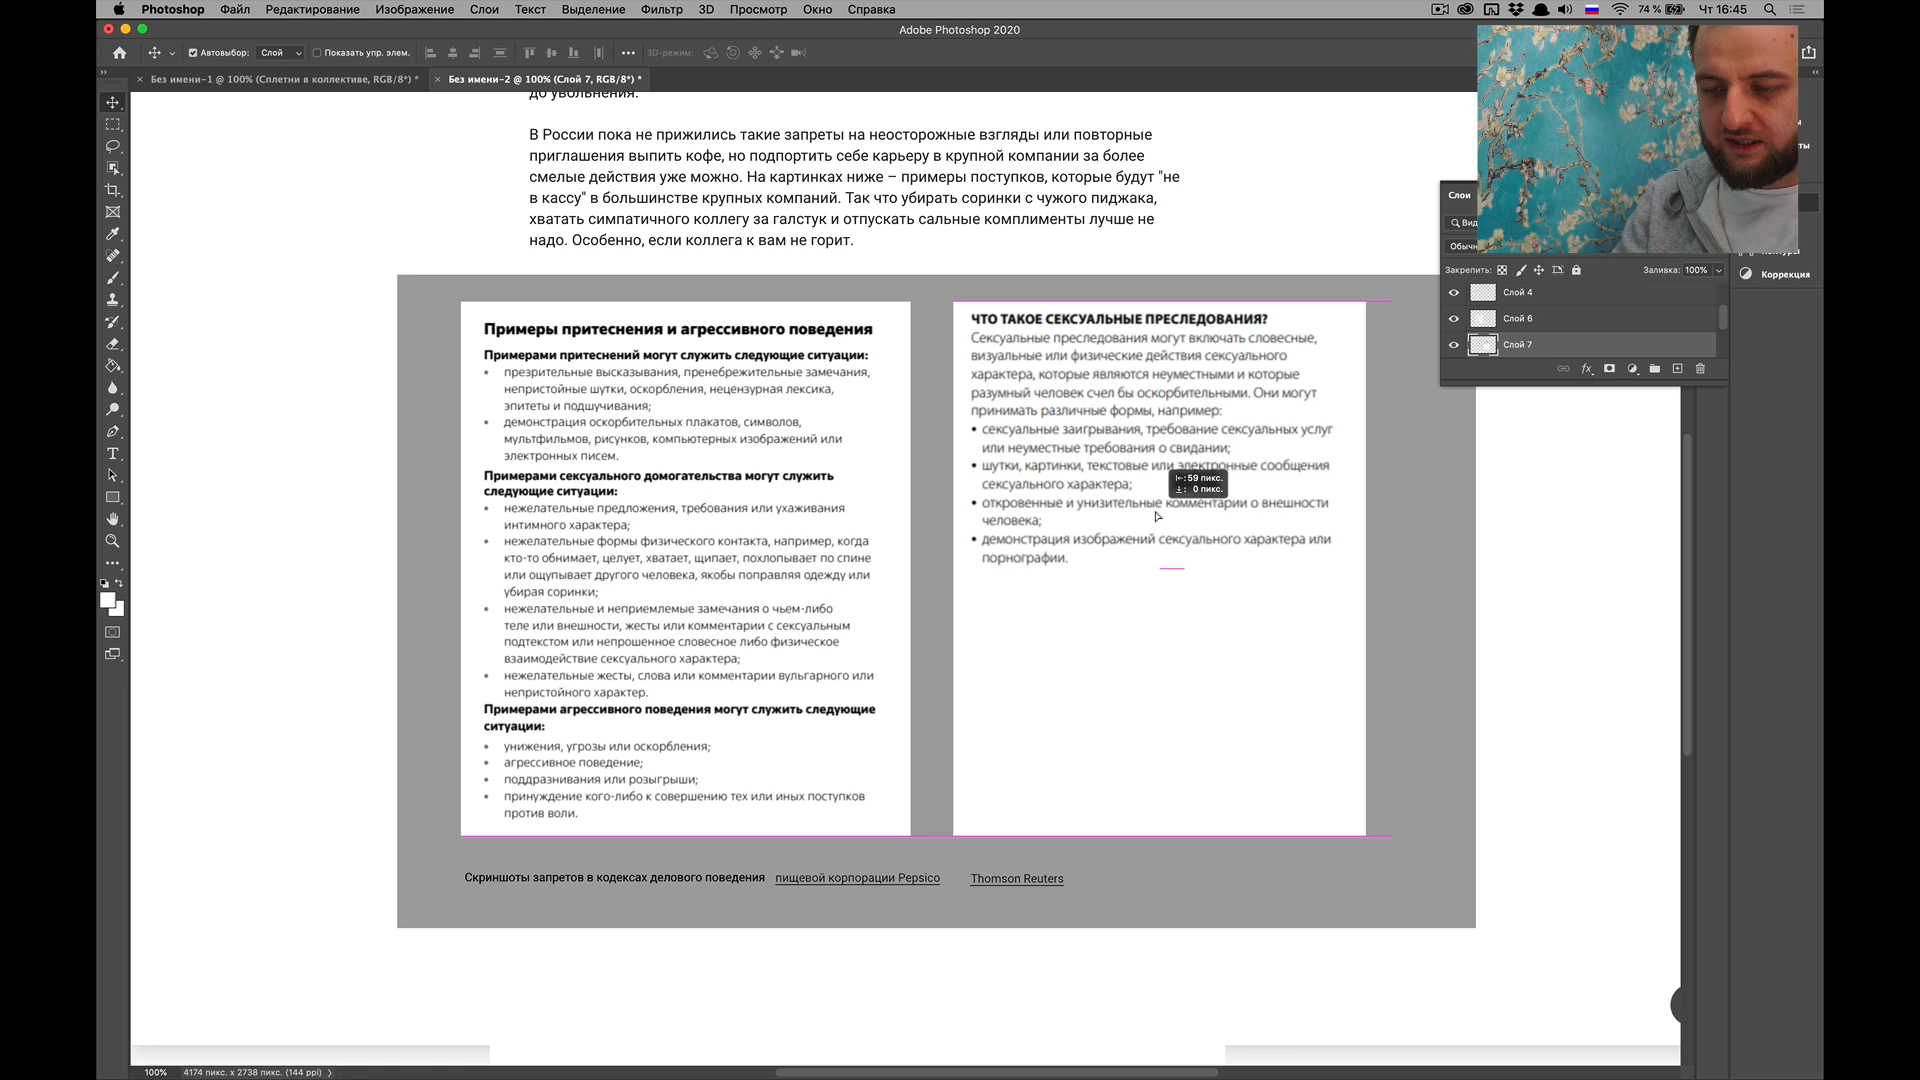 Photoshop Файл Редактирование Изображение Слои Текст Выделение Фильтр 3D Просмотр Окно Справка 74 % Чт 16:45
Adobe Photoshop 2020
Автовыбор: Слой Показать упр. элем. 3D-режим:
Без имени-1 @ 100% (Сплетни в коллективе, RGB/8*) * Без имени-2 @ 100% (Слой 7, RGB/8*) *
до увольнения.
В России пока не прижились такие запреты на неосторожные взгляды или повторные
приглашения выпить кофе, но подпортить себе карьеру в крупной компании за более
смелые действия уже можно. На картинках ниже – примеры поступков, которые будут "не
в кассу" в большинстве крупных компаний. Так что убирать соринки с чужого пиджака,
хватать симпатичного коллегу за галстук и отпускать сальные комплименты лучше не
надо. Особенно, если коллега к вам не горит.
Примеры притеснения и агрессивного поведения
Примерами притеснений могут служить следующие ситуации:
• презрительные высказывания, пренебрежительные замечания,
непристойные шутки, оскорбления, нецензурная лексика,
эпитеты и подшучивания;
• демонстрация оскорбительных плакатов, символов,
мультфильмов, рисунков, компьютерных изображений или
электронных писем.
Примерами сексуального домогательства могут служить
следующие ситуации:
• нежелательные предложения, требования или ухаживания
интимного характера;
• нежелательные формы физического контакта, например, когда
кто-то обнимает, целует, хватает, щипает, похлопывает по спине
или ощупывает другого человека, якобы поправляя одежду или
убирая соринки;
• нежелательные и неприемлемые замечания о чьем-либо
теле или внешности, жесты или комментарии с сексуальным
подтекстом или непрошенное словесное либо физическое
взаимодействие сексуального характера;
• нежелательные жесты, слова или комментарии вульгарного или
непристойного характер.
Примерами агрессивного поведения могут служить следующие
ситуации:
• унижения, угрозы или оскорбления;
• агрессивное поведение;
• поддразнивания или розыгрыши;
• принуждение кого-либо к совершению тех или иных поступков
против воли.
ЧТО ТАКОЕ СЕКСУАЛЬНЫЕ ПРЕСЛЕДОВАНИЯ?
Сексуальные преследования могут включать словесные,
визуальные или физические действия сексуального
характера, которые являются неуместными и которые
разумный человек счел бы оскорбительными. Они могут
принимать различные формы, например:
• сексуальные заигрывания, требование сексуальных услуг
или неуместные требования о свидании;
• шутки, картинки, текстовые или электронные сообщения
сексуального характера;
• откровенные и унизительные комментарии о внешности
человека;
• демонстрация изображений сексуального характера или
порнографии.
59 пикс.
0 пикс.
Скриншоты запретов в кодексах делового поведения пищевой корпорации Pepsico Thomson Reuters
Слои
Вид
Обычн
Закрепить: Заливка: 100%
Слой 4
Слой 6
Слой 7
Коррекция
100% 4174 пикс. x 2738 пикс. (144 ppi)